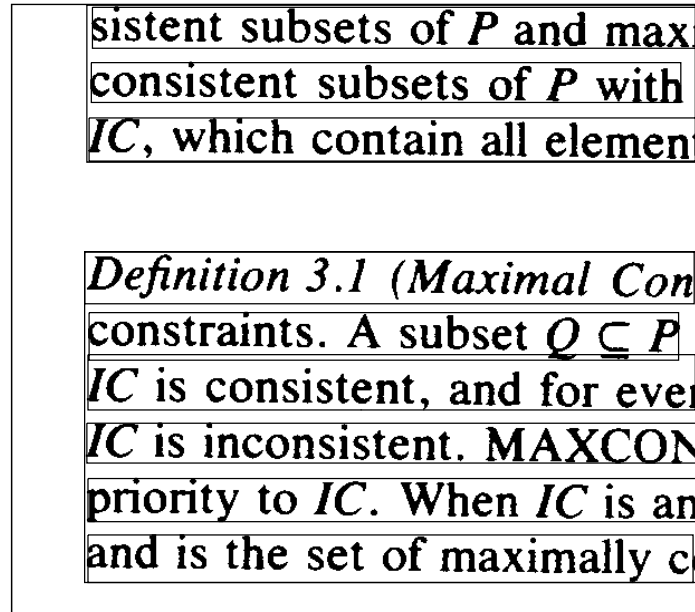 sistent subsets of P and max
consistent subsets of P with
IC, which contain all elemen
Definition 3.1 (Maximal Con
constraints. A subset Q ⊆ P
IC is consistent, and for ever
IC is inconsistent. MAXCON
priority to IC. When IC is an
and is the set of maximally c